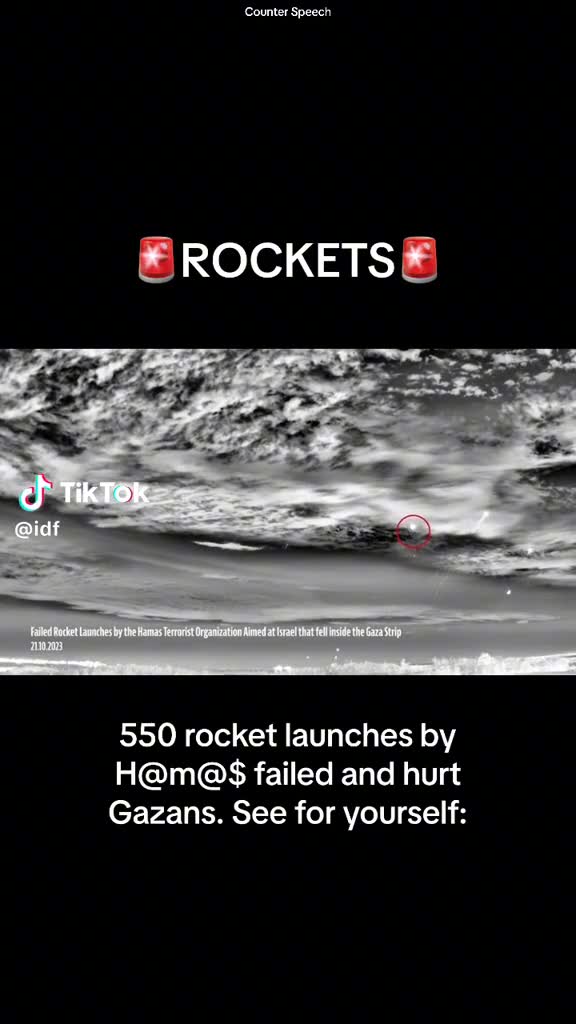 Counter Speech
🚨ROCKETS🚨
TikTok
@idf
Failed Rocket Launches by the Hamas Terrorist Organization Aimed at Israel that fell inside the Gaza Strip
21.10.2023
550 rocket launches by
H@m@$ failed and hurt
Gazans. See for yourself: